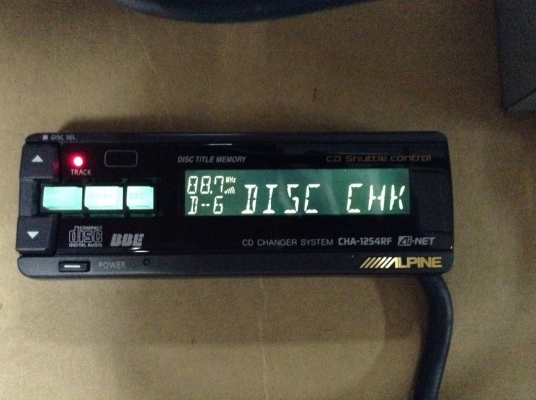 DISC SEL.
DISC TITLE MEMORY
CD Shuttle control
TRACK
88.7 MHz
D--6
DISC CHK
COMPACT
disc
DIGITAL AUDIO
BBE
CD CHANGER SYSTEM CHA-1254RF Ai-NET
POWER
ALPINE